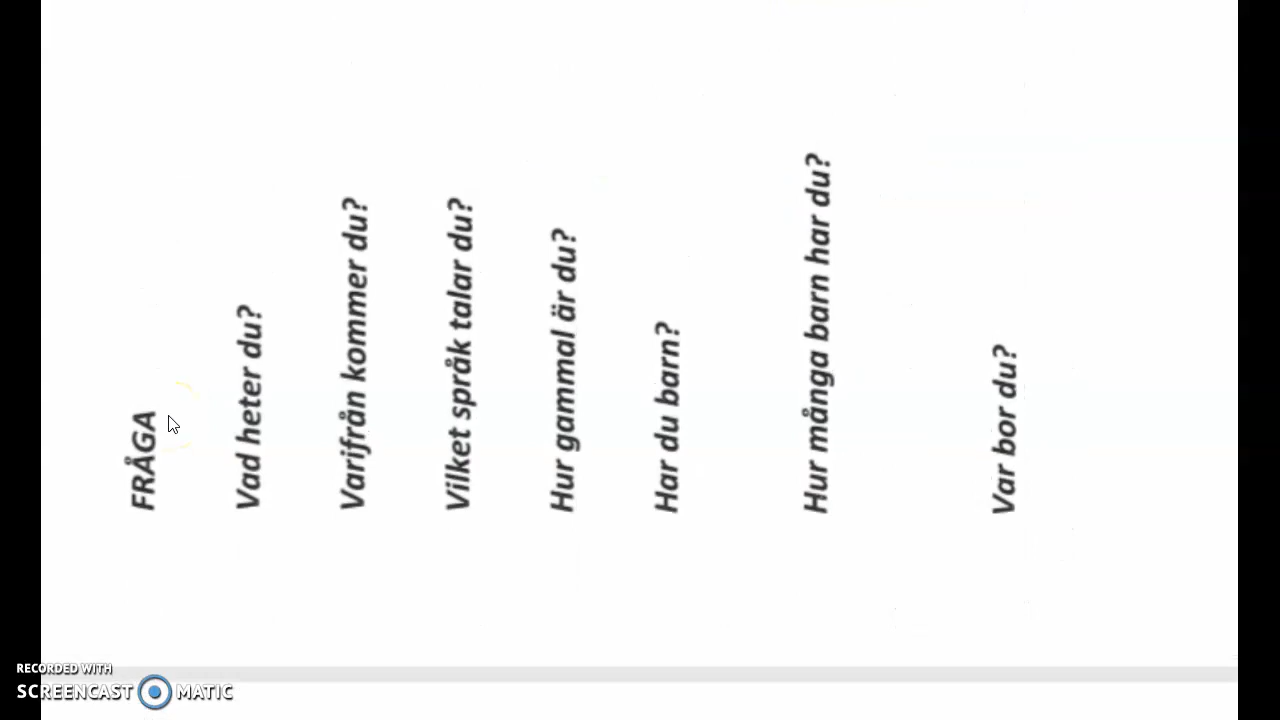 FRÅGA
Vad heter du?
Varifrån kommer du?
Vilket språk talar du?
Hur gammal är du?
Har du barn?
Hur många barn har du?
Var bor du?
RECORDED WITH
SCREENCAST MATIC